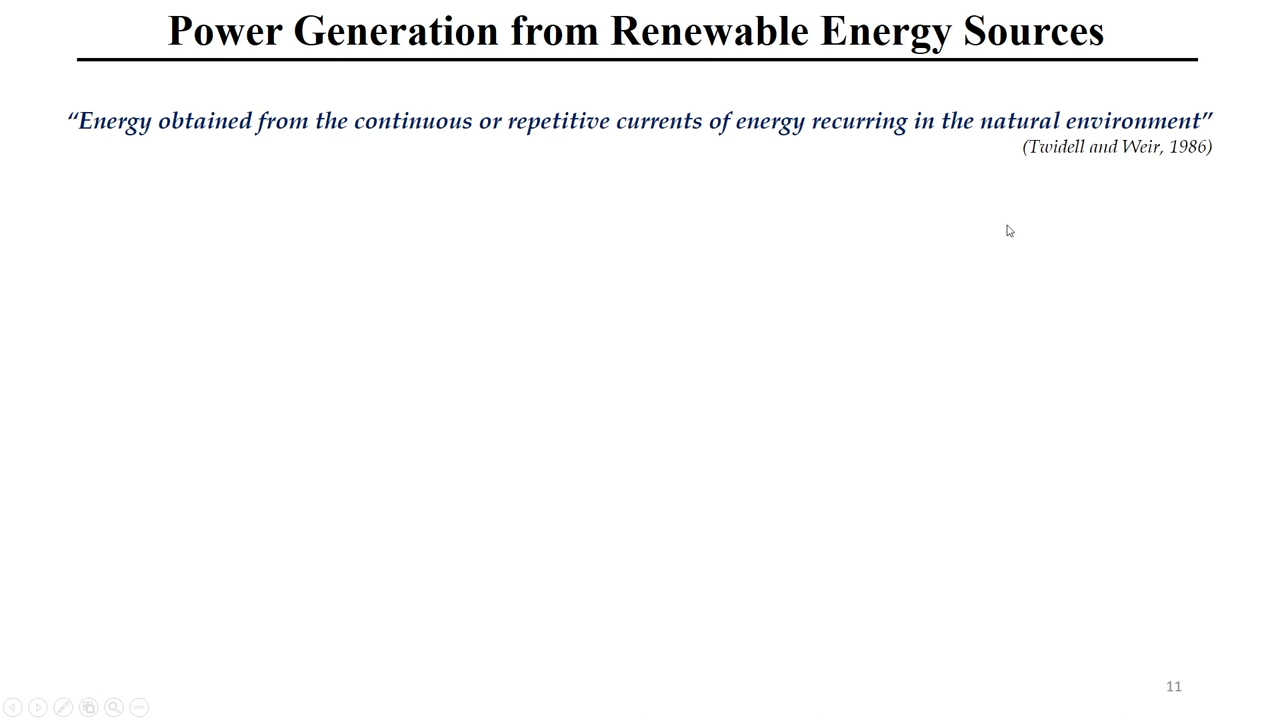 Power Generation from Renewable Energy Sources
“Energy obtained from the continuous or repetitive currents of energy recurring in the natural environment”
(Twidell and Weir, 1986)
11